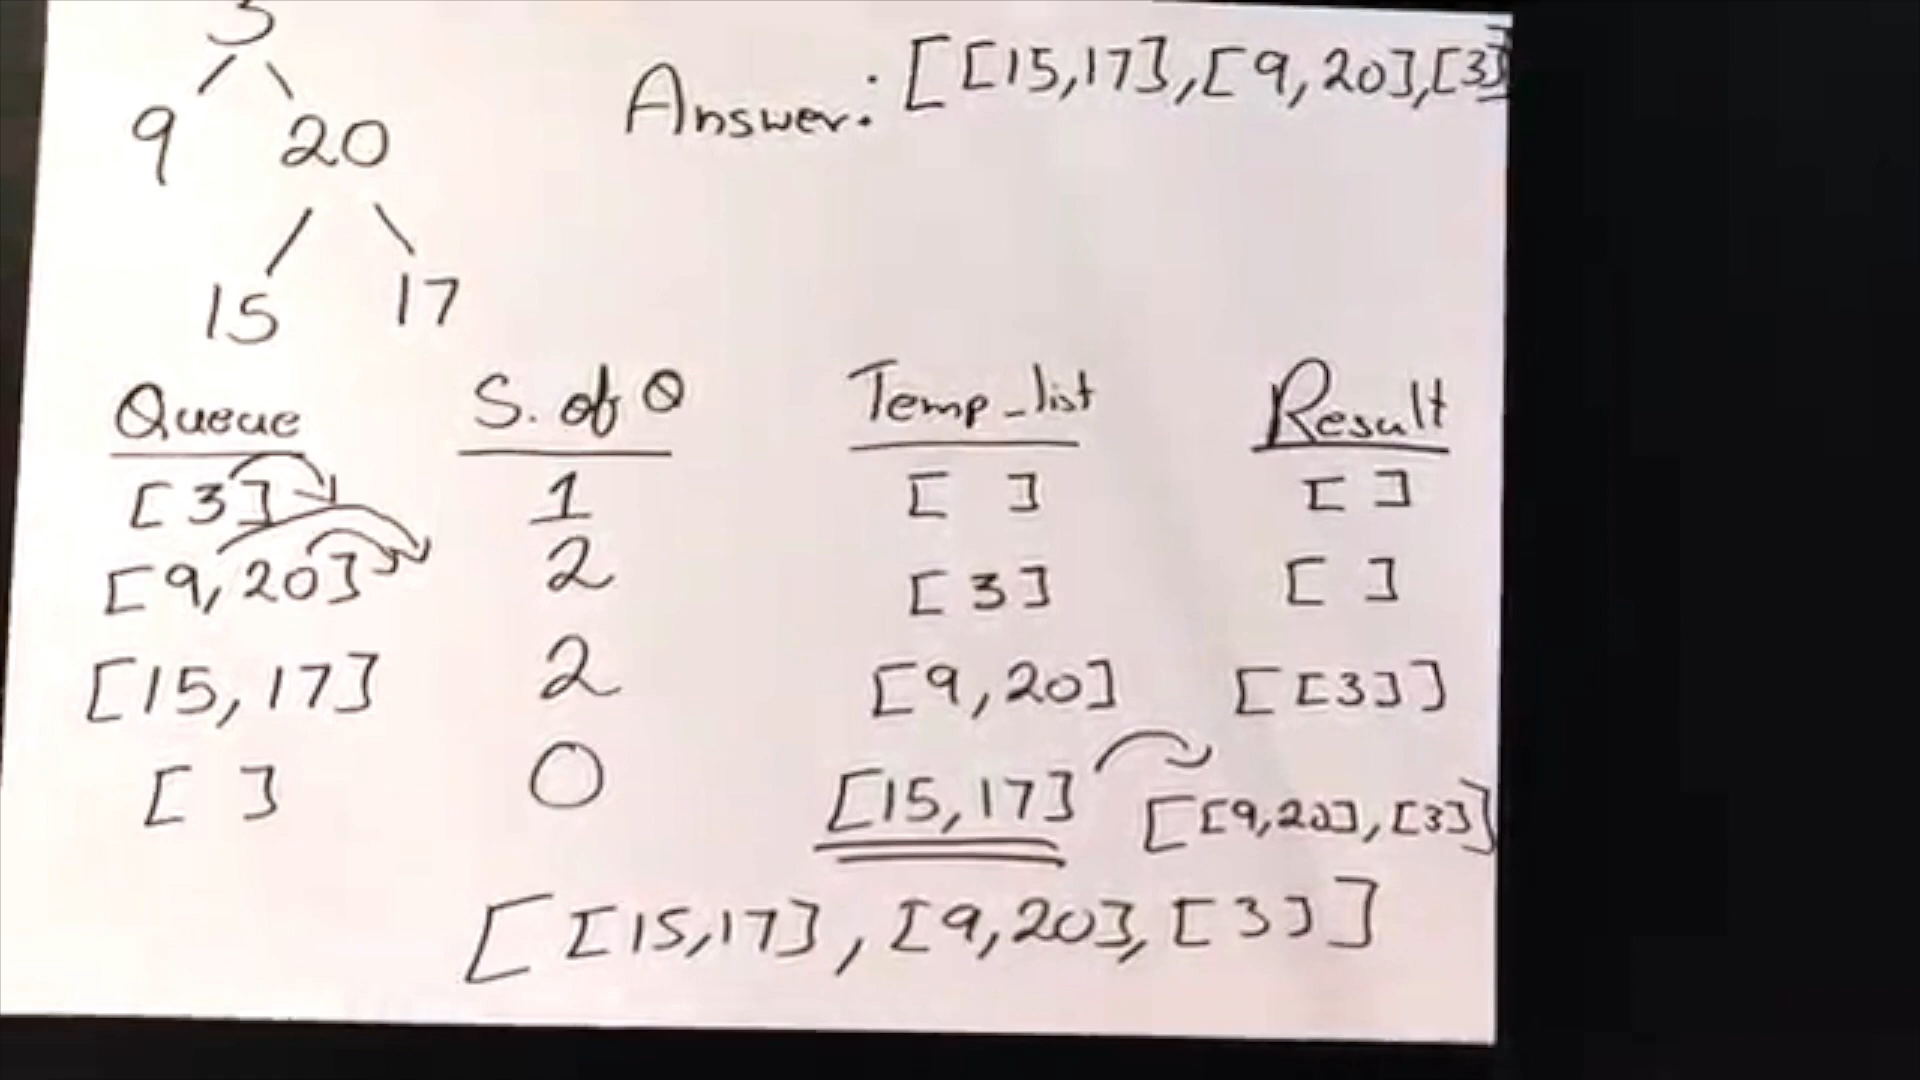 3
Answer: [[15,17],[9,20],[3]
9 20
15 17
Queue S. of Q Temp_list Result
[3] 1 [ ] [ ]
[9,20] 2 [3] [ ]
[15,17] 2 [9,20] [[3]]
[ ] 0 [15,17] [[9,20],[3]]
[[15,17],[9,20],[3]]